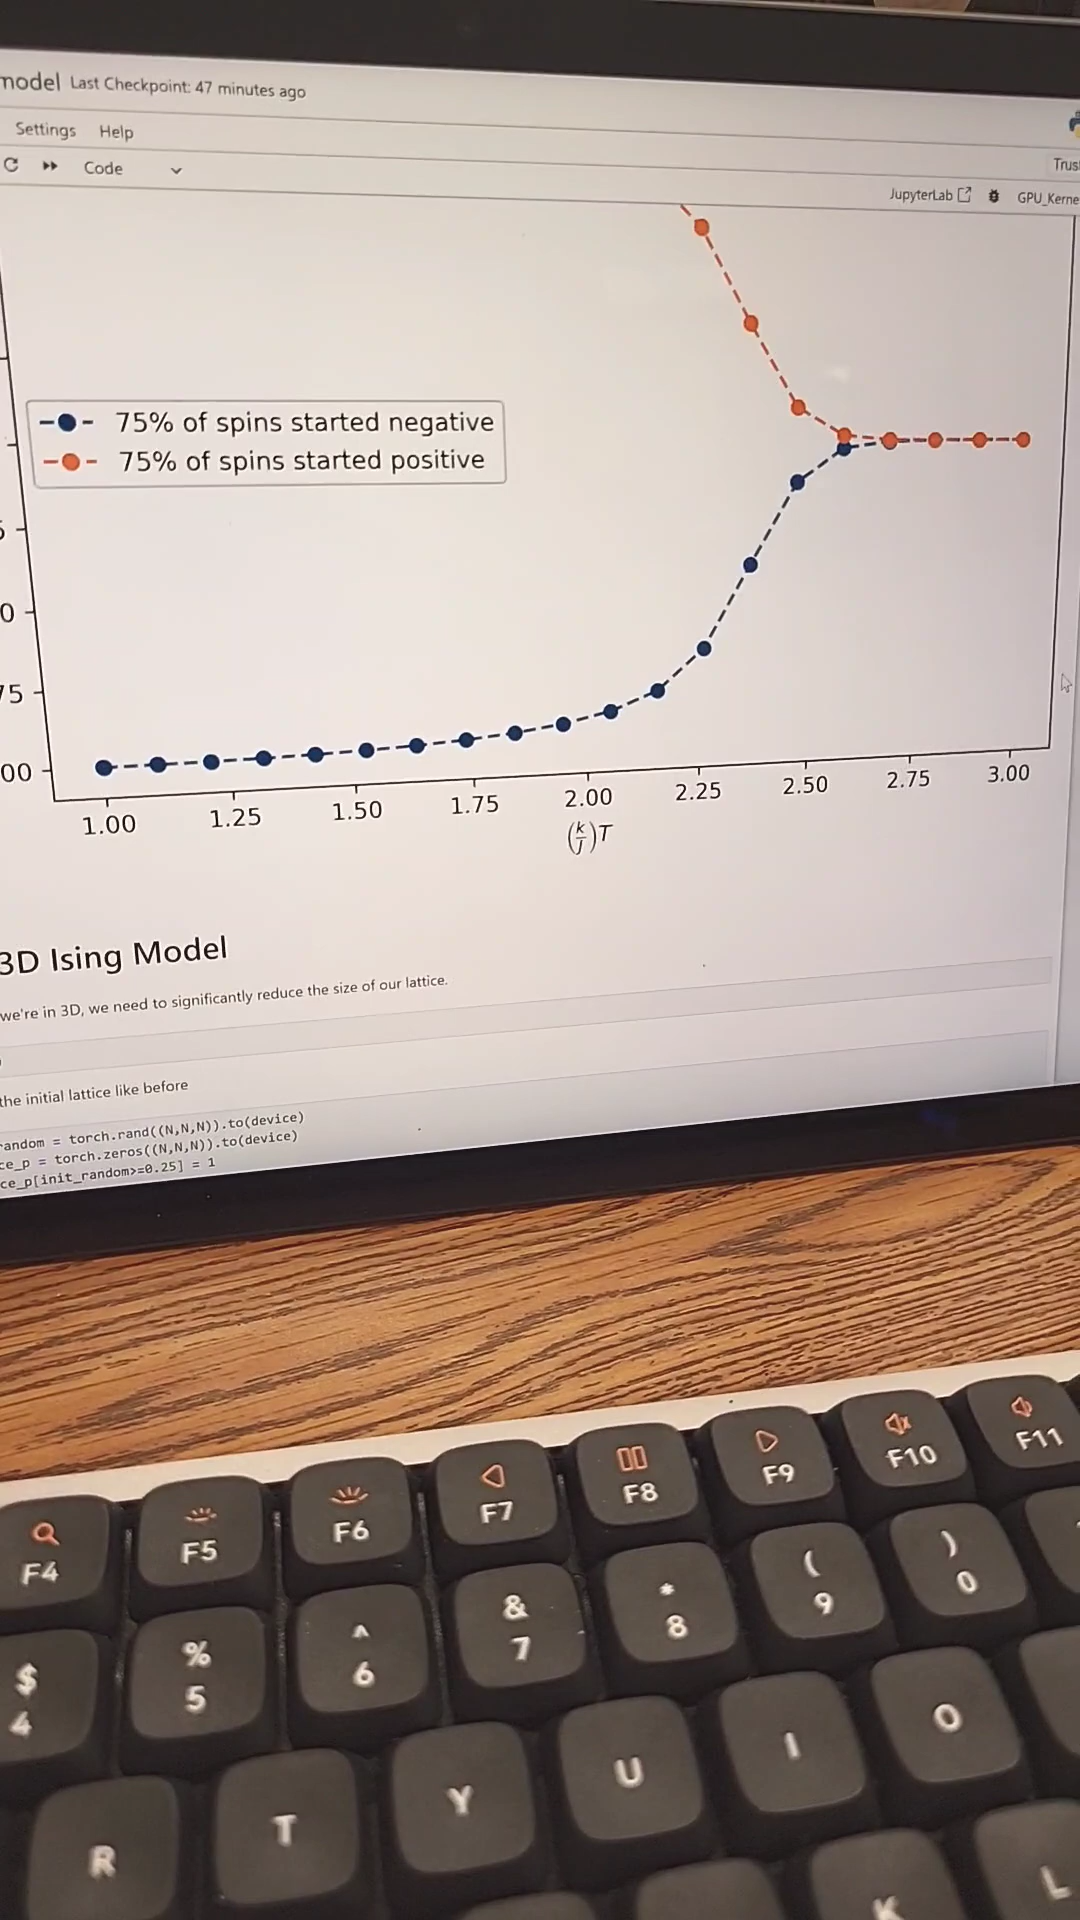 model Last Checkpoint: 47 minutes ago
Settings Help
Code
Trus
JupyterLab GPU_Kerne
75% of spins started negative
75% of spins started positive
5
0
75
00
1.00 1.25 1.50 1.75 2.00 2.25 2.50 2.75 3.00
(k/J)T
3D Ising Model
we're in 3D, we need to significantly reduce the size of our lattice.
the initial lattice like before
random = torch.rand((N,N,N)).to(device)
ce_p = torch.zeros((N,N,N)).to(device)
ce_p[init_random>=0.25] = 1
F4 F5 F6 F7 F8 F9 F10 F11
$ % ^ & * ( )
4 5 6 7 8 9 0
R T Y U I O
K L